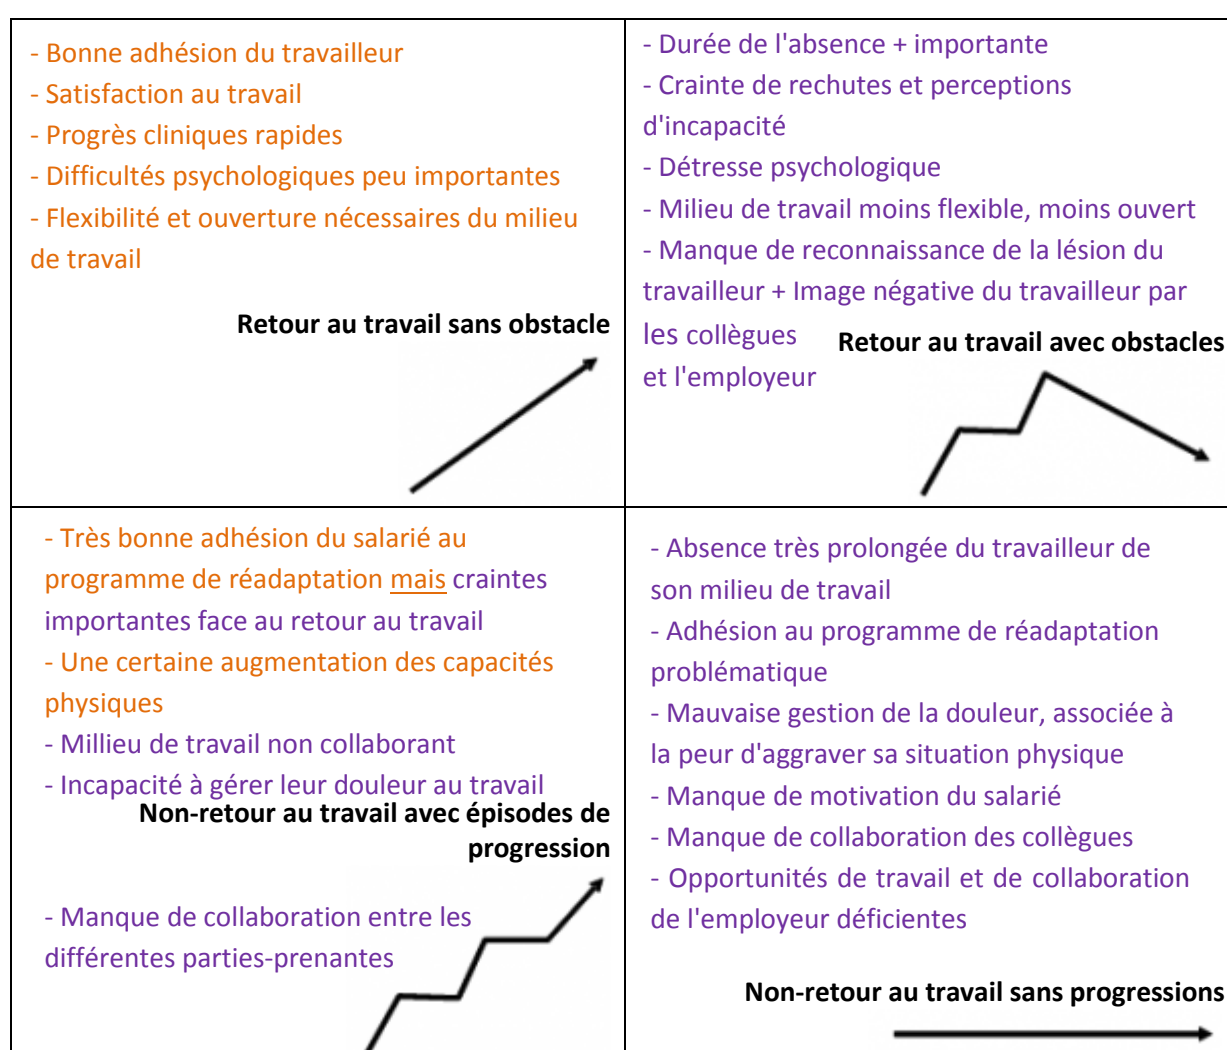 - Bonne adhésion du travailleur
- Satisfaction au travail
- Progrès cliniques rapides
- Difficultés psychologiques peu importantes
- Flexibilité et ouverture nécessaires du milieu
de travail
Retour au travail sans obstacle
- Durée de l'absence + importante
- Crainte de rechutes et perceptions
d'incapacité
- Détresse psychologique
- Milieu de travail moins flexible, moins ouvert
- Manque de reconnaissance de la lésion du
travailleur + Image négative du travailleur par
les collègues
et l'employeur
Retour au travail avec obstacles
- Très bonne adhésion du salarié au
programme de réadaptation mais craintes
importantes face au retour au travail
- Une certaine augmentation des capacités
physiques
- Millieu de travail non collaborant
- Incapacité à gérer leur douleur au travail
Non-retour au travail avec épisodes de
progression
- Manque de collaboration entre les
différentes parties-prenantes
- Absence très prolongée du travailleur de
son milieu de travail
- Adhésion au programme de réadaptation
problématique
- Mauvaise gestion de la douleur, associée à
la peur d'aggraver sa situation physique
- Manque de motivation du salarié
- Manque de collaboration des collègues
- Opportunités de travail et de collaboration
de l'employeur déficientes
Non-retour au travail sans progressions